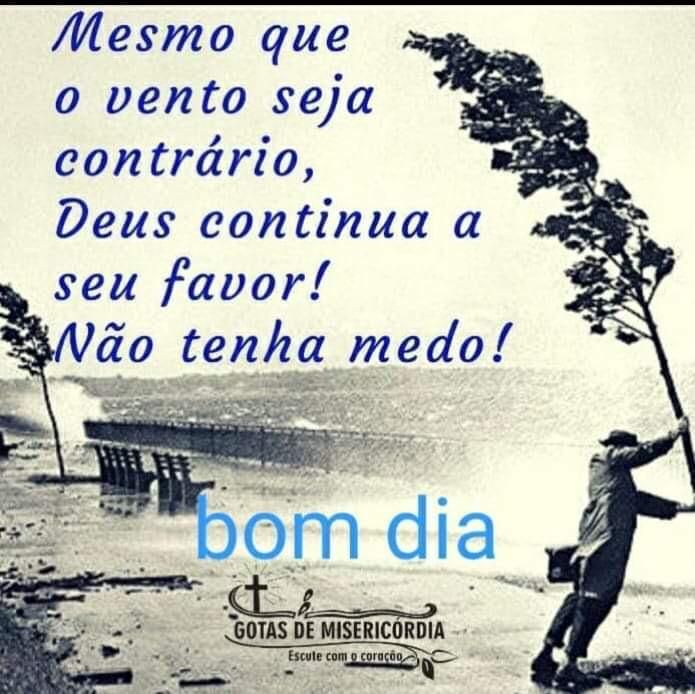 Mesmo que
o vento seja
contrário,
Deus continua a
seu favor!
Não tenha medo!
bom dia
GOTAS DE MISERICÓRDIA
Escute com o coração